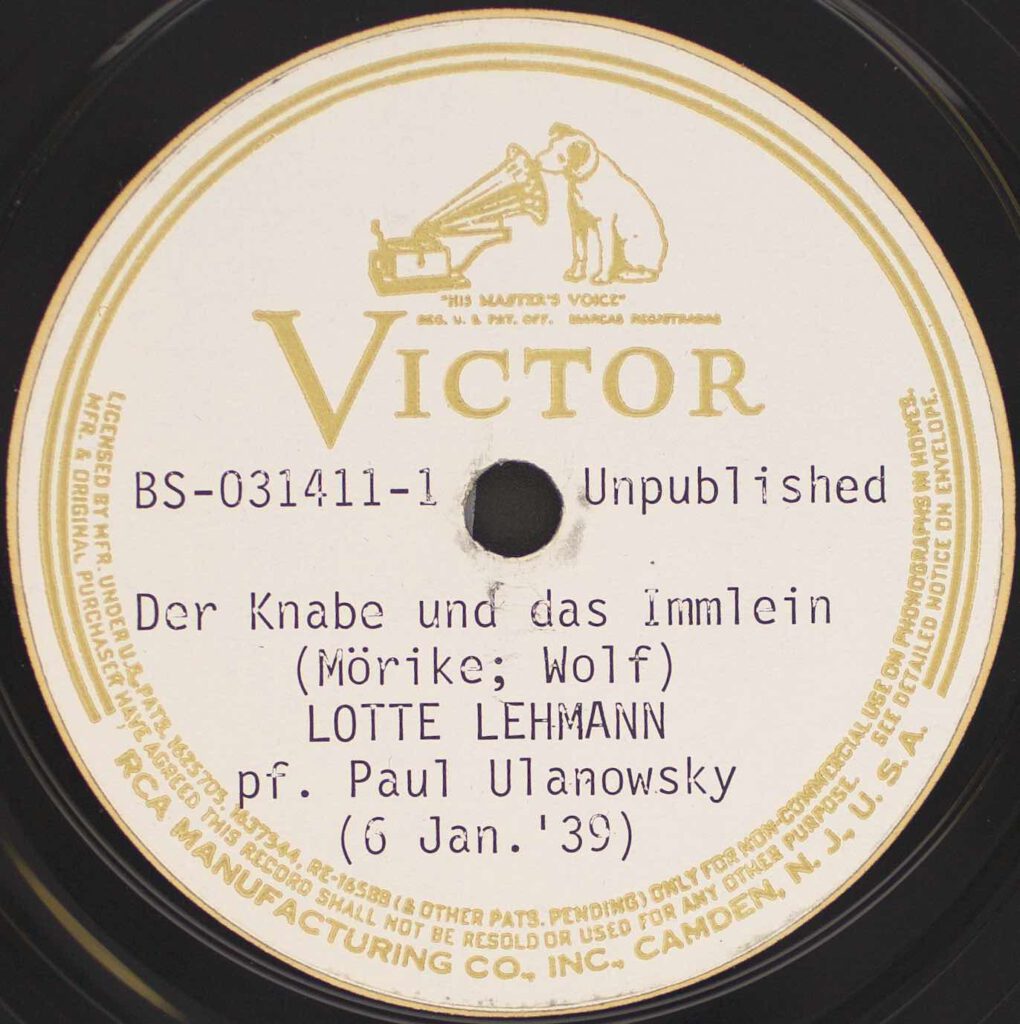 "HIS MASTER'S VOICE"
REG. U. S. PAT. OFF. MARCAS REGISTRADAS
VICTOR
BS-031411-1 Unpublished
Der Knabe und das Immlein
(Mörike; Wolf)
LOTTE LEHMANN
pf. Paul Ulanowsky
(6 Jan.'39)
LICENSED BY MFR. UNDER U.S. PATS. 1625705, 1637544, RE-16588 (& OTHER PATS. PENDING) ONLY FOR NON-COMMERCIAL USE ON PHONOGRAPHS IN HOMES.
MFR. & ORIGINAL PURCHASER HAVE AGREED THIS RECORD SHALL NOT BE RESOLD OR USED FOR ANY OTHER PURPOSE. SEE DETAILED NOTICE ON ENVELOPE.
RCA MANUFACTURING CO., INC., CAMDEN, N. J., U. S. A.